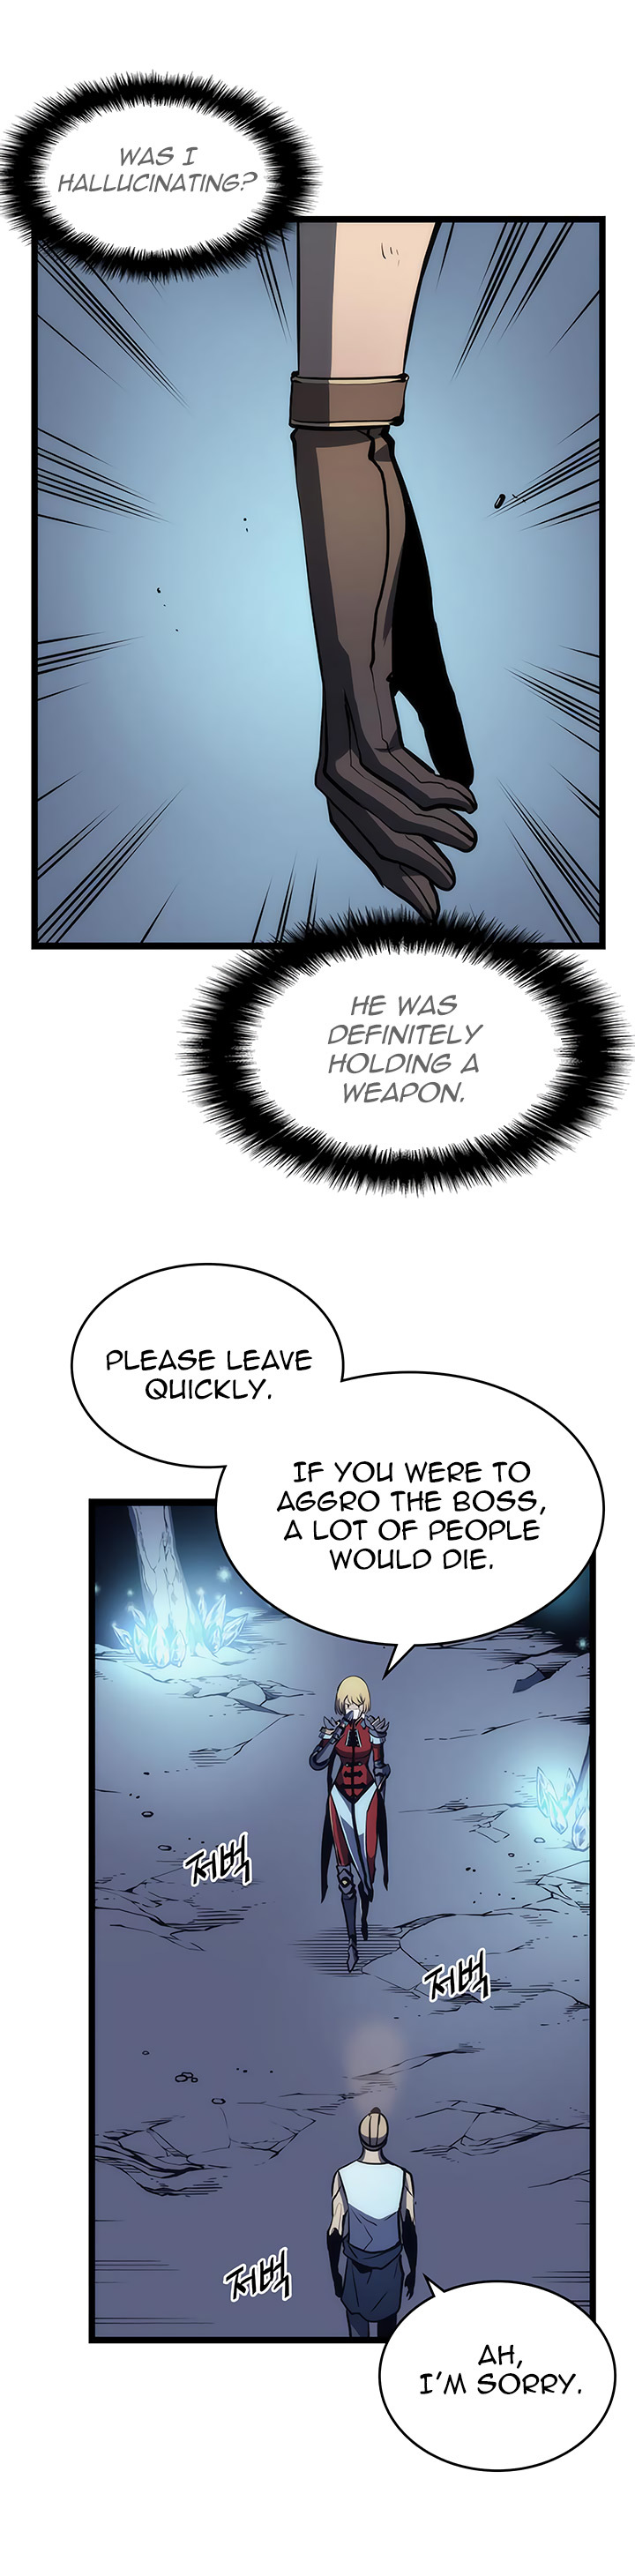 WAS I
HALLUCINATING?
HE WAS
DEFINITELY
HOLDING A
WEAPON.
PLEASE LEAVE
QUICKLY.
IF YOU WERE TO
AGGRO THE BOSS,
A LOT OF PEOPLE
WOULD DIE.
저벅
저벅
저벅
AH,
I'M SORRY.